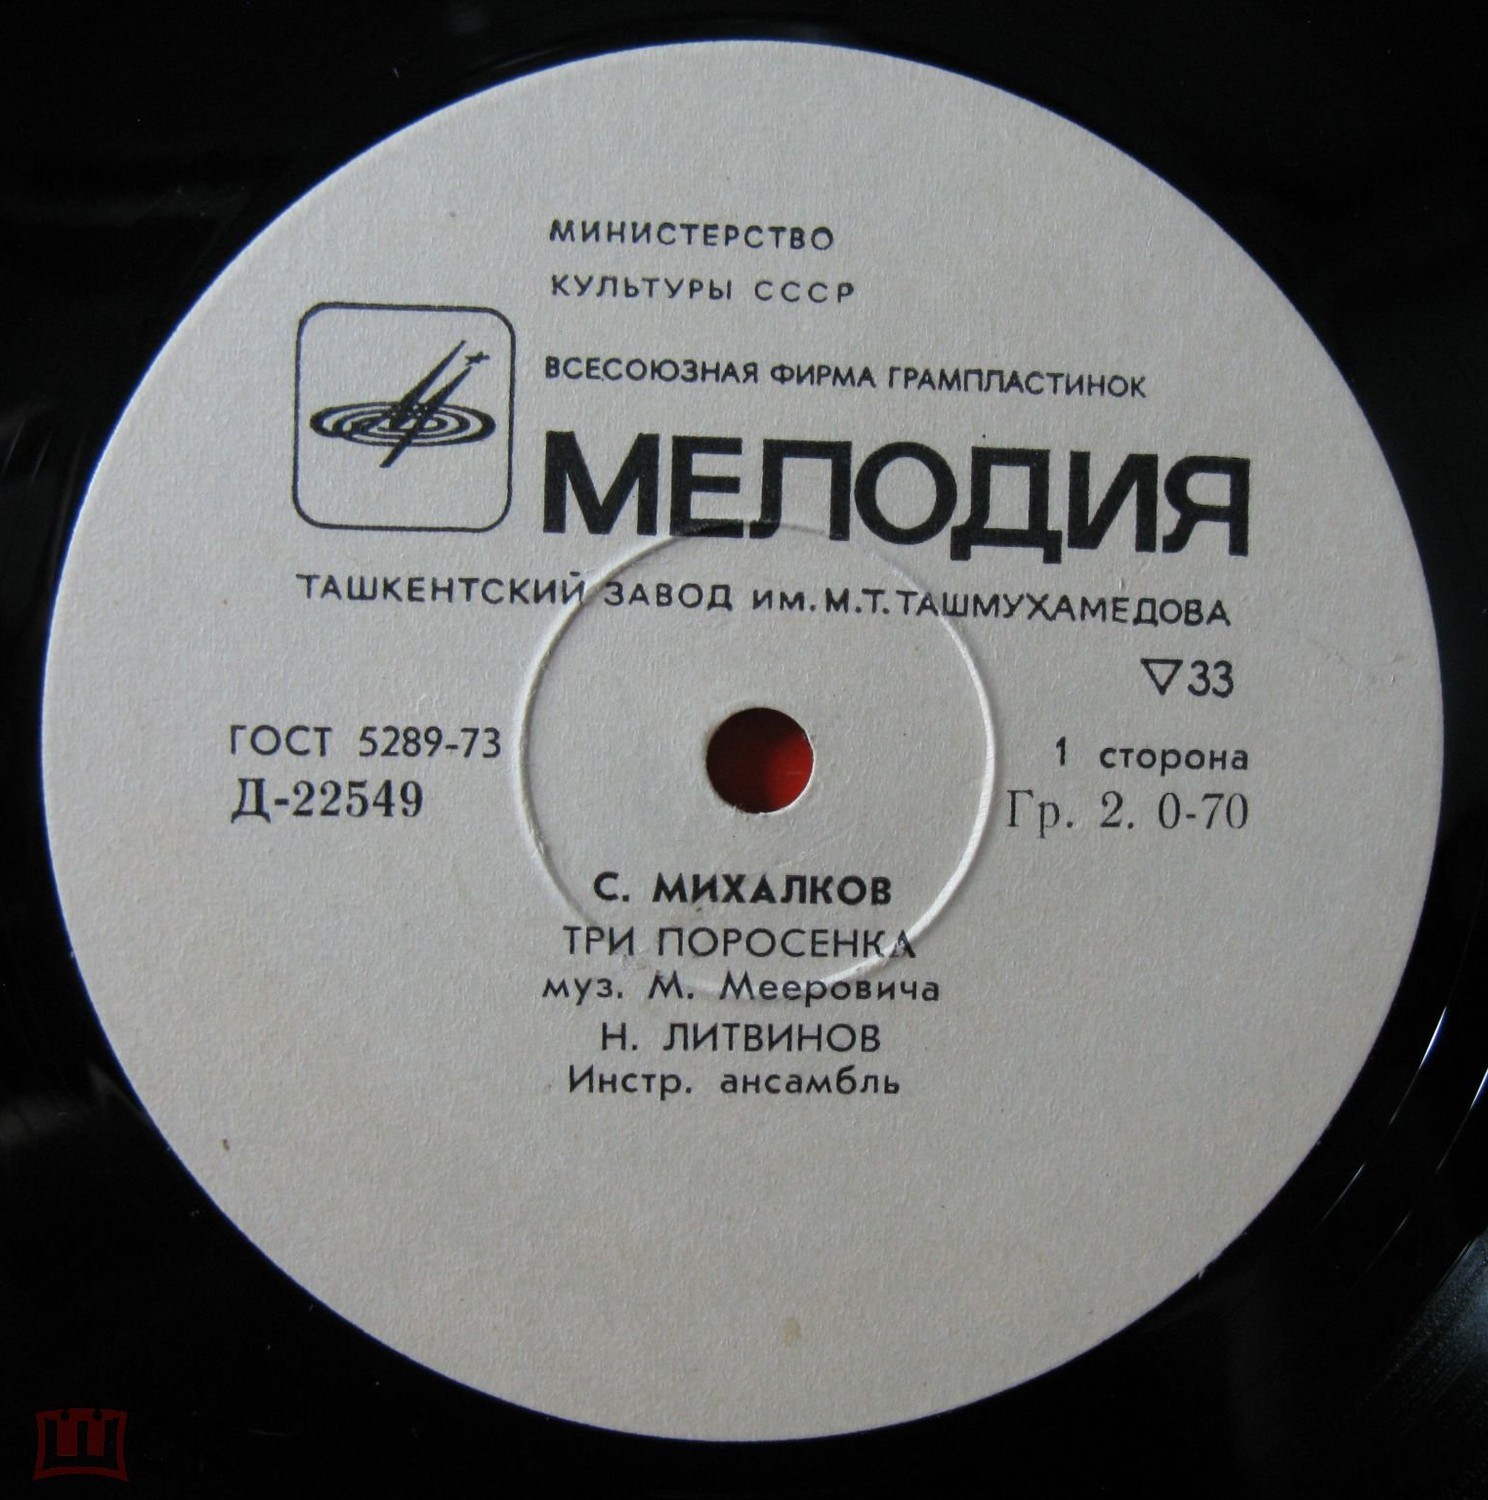 МИНИСТЕРСТВО
КУЛЬТУРЫ СССР
ВСЕСОЮЗНАЯ ФИРМА ГРАМПЛАСТИНОК
МЕЛОДИЯ
ТАШКЕНТСКИЙ ЗАВОД ИМ. М.Т. ТАШМУХАМЕДОВА
▽33
ГОСТ 5289-73
1 сторона
Д-22549
Гр. 2. 0-70
С. МИХАЛКОВ
ТРИ ПОРОСЕНКА
муз. М. Мееровича
Н. ЛИТВИНОВ
Инстр. ансамбль